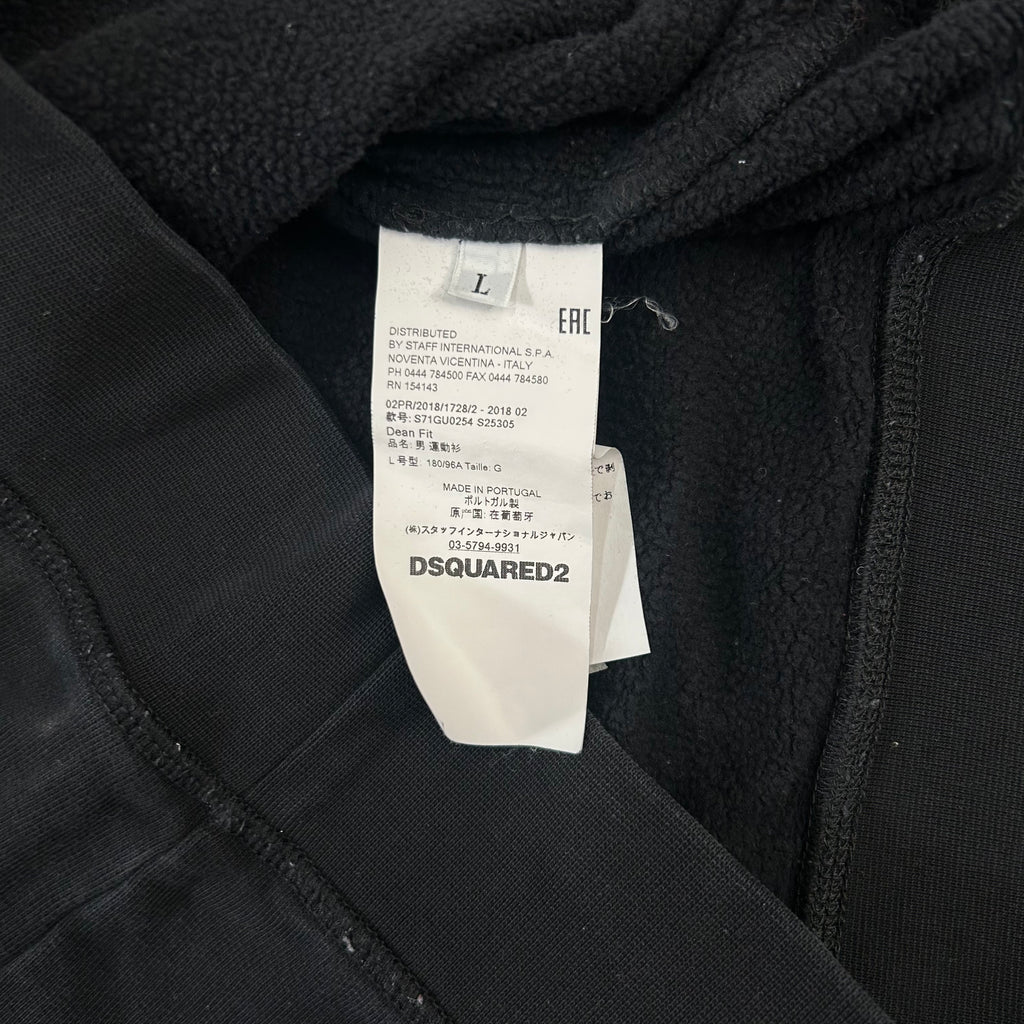 L
EAC
DISTRIBUTED
BY STAFF INTERNATIONAL S.P.A.
NOVENTA VICENTINA - ITALY
PH 0444 784500 FAX 0444 784580
RN 154143
02PR/2018/1728/2 - 2018 02
款号: S71GU0254 S25305
Dean Fit
品名: 男 運動衫
L 号型: 180/96A Taille: G
MADE IN PORTUGAL
ポルトガル製
原产国: 在葡萄牙
(株)スタッフインターナショナルジャパン
03-5794-9931
DSQUARED2
で剥
でお